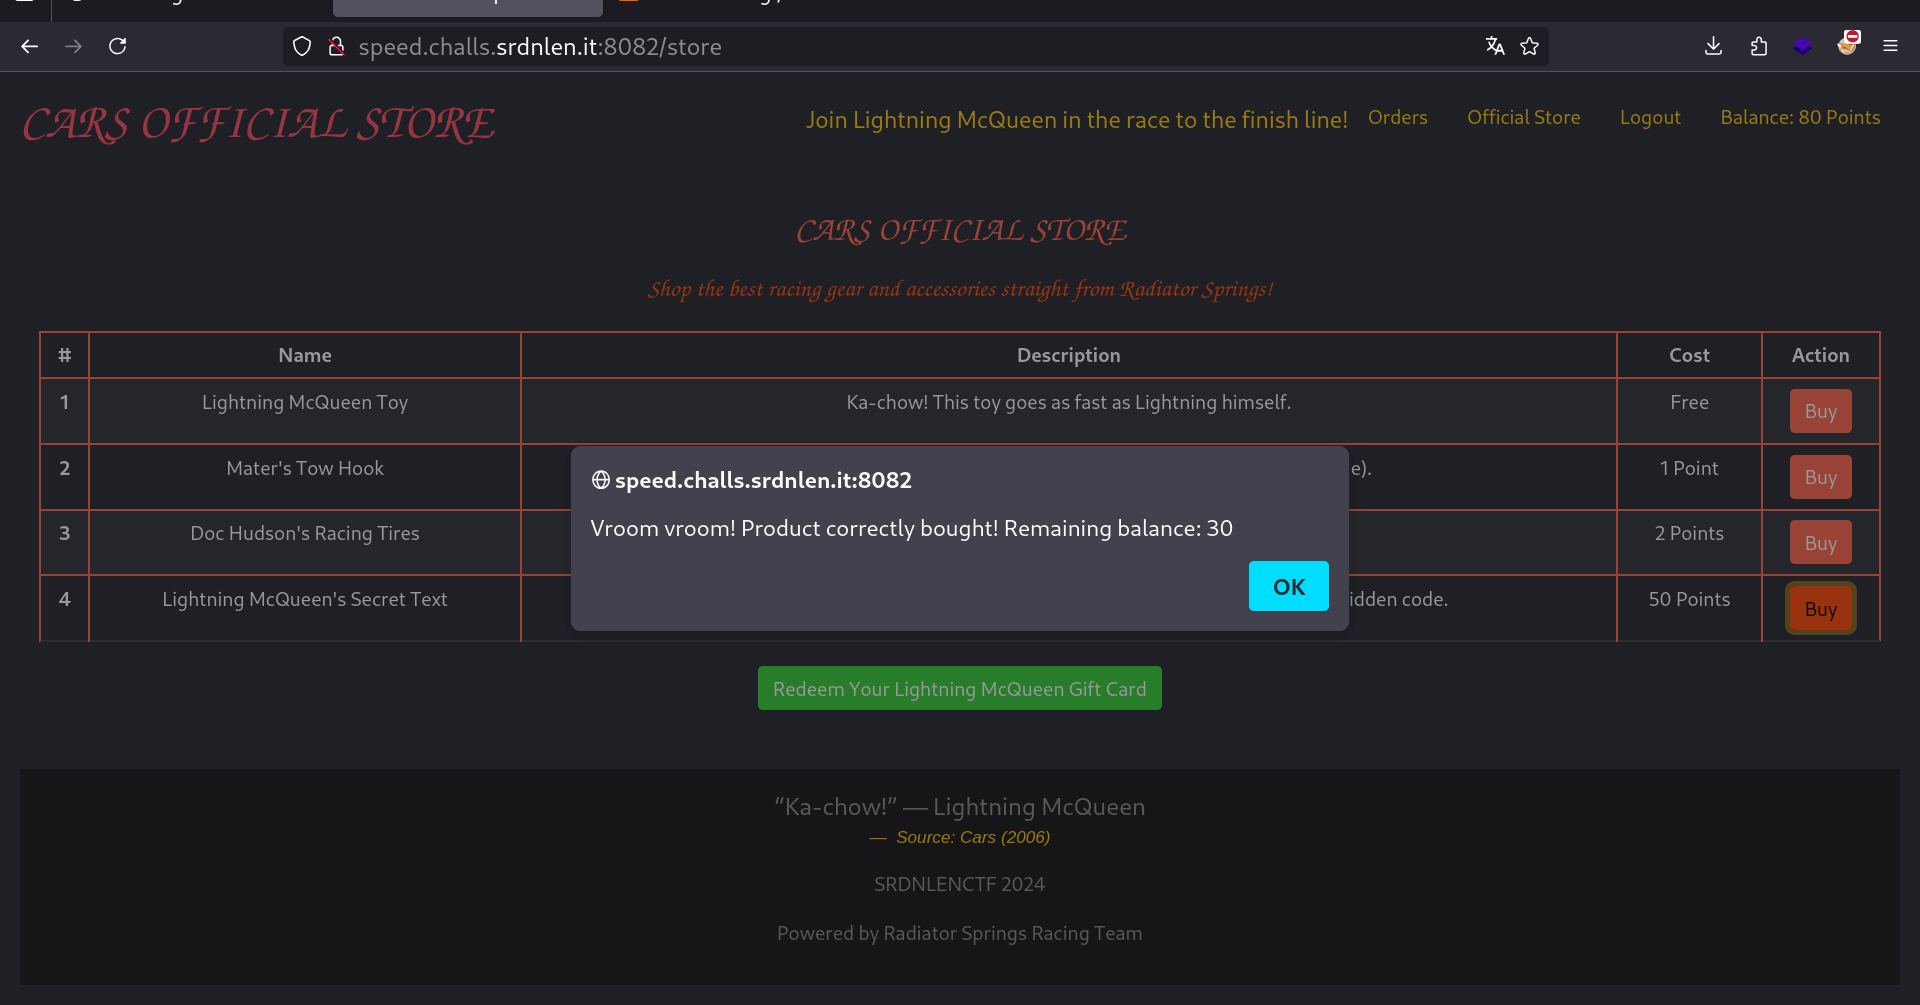 speed.challs.srdnlen.it:8082/store
CARS OFFICIAL STORE
Join Lightning McQueen in the race to the finish line! Orders Official Store Logout Balance: 80 Points
CARS OFFICIAL STORE
Shop the best racing gear and accessories straight from Radiator Springs!
# Name Description Cost Action
1 Lightning McQueen Toy Ka-chow! This toy goes as fast as Lightning himself. Free Buy
2 Mater's Tow Hook e). 1 Point Buy
3 Doc Hudson's Racing Tires 2 Points Buy
4 Lightning McQueen's Secret Text idden code. 50 Points Buy
speed.challs.srdnlen.it:8082
Vroom vroom! Product correctly bought! Remaining balance: 30
OK
Redeem Your Lightning McQueen Gift Card
“Ka-chow!” — Lightning McQueen
— Source: Cars (2006)
SRDNLENCTF 2024
Powered by Radiator Springs Racing Team